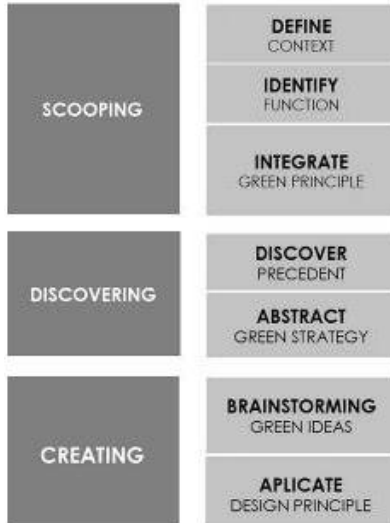 SCOOPING
DEFINE
CONTEXT
IDENTIFY
FUNCTION
INTEGRATE
GREEN PRINCIPLE
DISCOVERING
DISCOVER
PRECEDENT
ABSTRACT
GREEN STRATEGY
CREATING
BRAINSTORMING
GREEN IDEAS
APLICATE
DESIGN PRINCIPLE